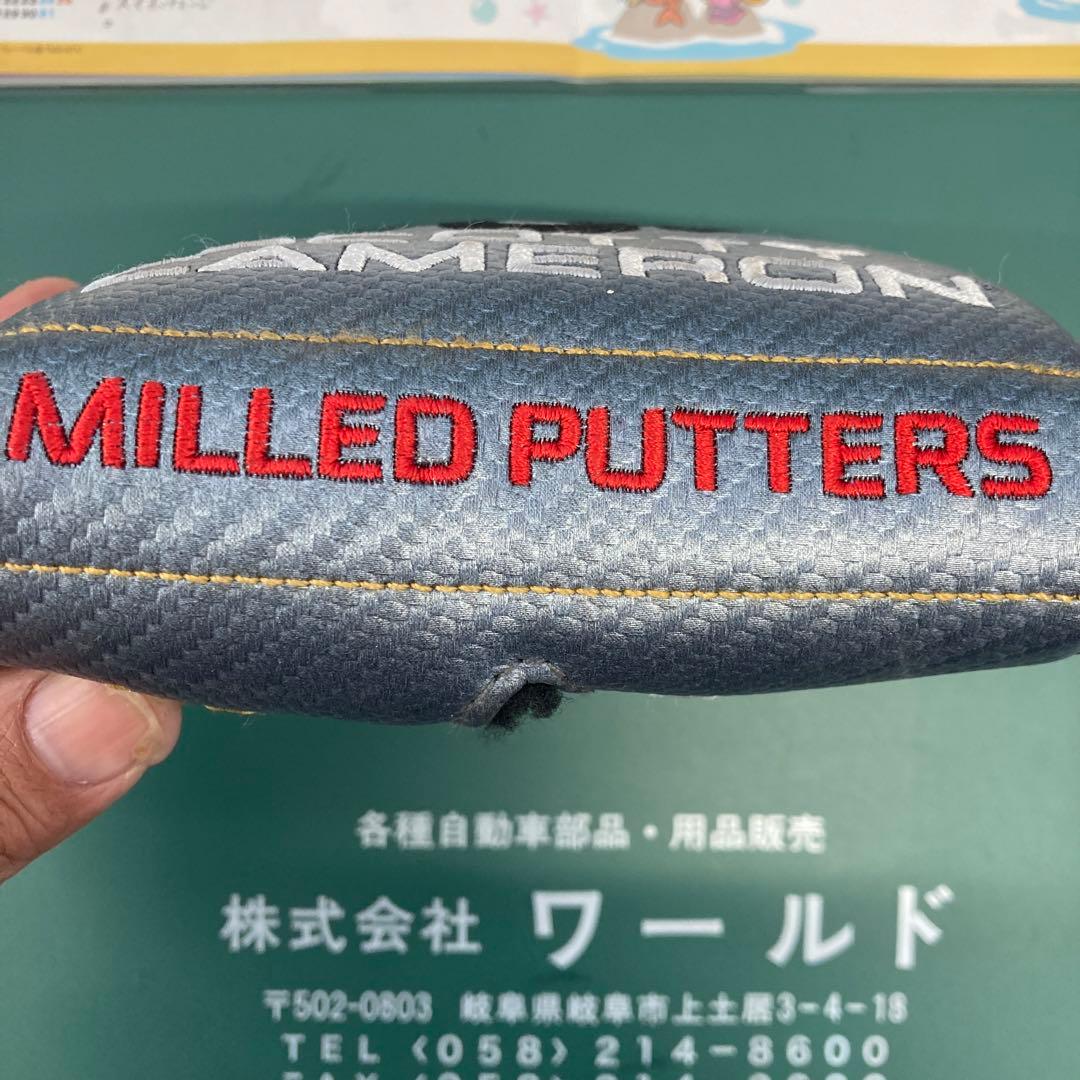 CAMERON
MILLED PUTTERS
各種自動車部品・用品販売
株式会社 ワールド
〒502-0803 岐阜県岐阜市上土居3-4-18
TEL (058) 214-8600